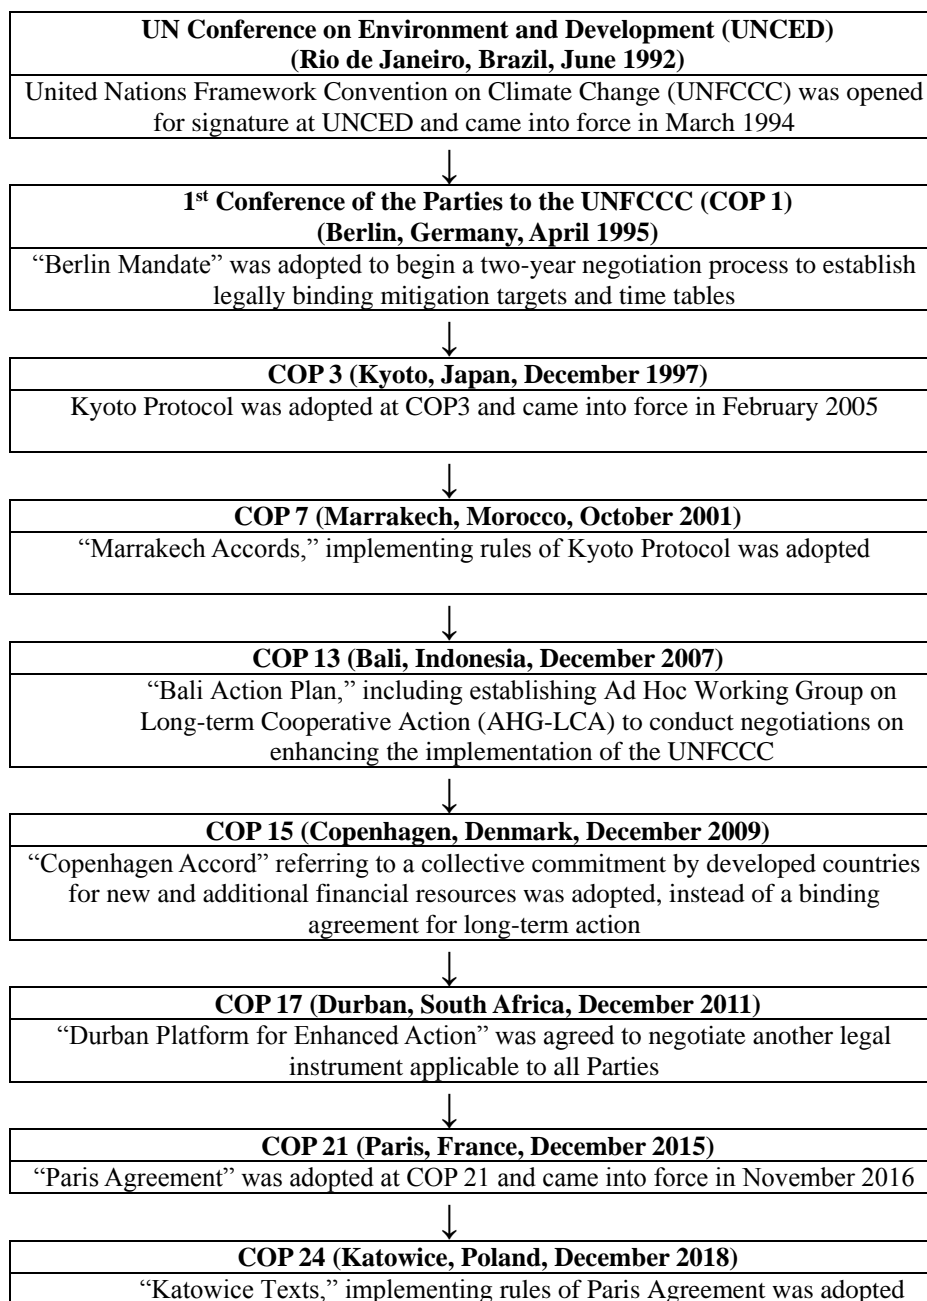 UN Conference on Environment and Development (UNCED)
(Rio de Janeiro, Brazil, June 1992)
United Nations Framework Convention on Climate Change (UNFCCC) was opened
for signature at UNCED and came into force in March 1994
↓
1st Conference of the Parties to the UNFCCC (COP 1)
(Berlin, Germany, April 1995)
“Berlin Mandate” was adopted to begin a two-year negotiation process to establish
legally binding mitigation targets and time tables
↓
COP 3 (Kyoto, Japan, December 1997)
Kyoto Protocol was adopted at COP3 and came into force in February 2005
↓
COP 7 (Marrakech, Morocco, October 2001)
“Marrakech Accords,” implementing rules of Kyoto Protocol was adopted
↓
COP 13 (Bali, Indonesia, December 2007)
“Bali Action Plan,” including establishing Ad Hoc Working Group on
Long-term Cooperative Action (AHG-LCA) to conduct negotiations on
enhancing the implementation of the UNFCCC
↓
COP 15 (Copenhagen, Denmark, December 2009)
“Copenhagen Accord” referring to a collective commitment by developed countries
for new and additional financial resources was adopted, instead of a binding
agreement for long-term action
↓
COP 17 (Durban, South Africa, December 2011)
“Durban Platform for Enhanced Action” was agreed to negotiate another legal
instrument applicable to all Parties
↓
COP 21 (Paris, France, December 2015)
“Paris Agreement” was adopted at COP 21 and came into force in November 2016
↓
COP 24 (Katowice, Poland, December 2018)
“Katowice Texts,” implementing rules of Paris Agreement was adopted